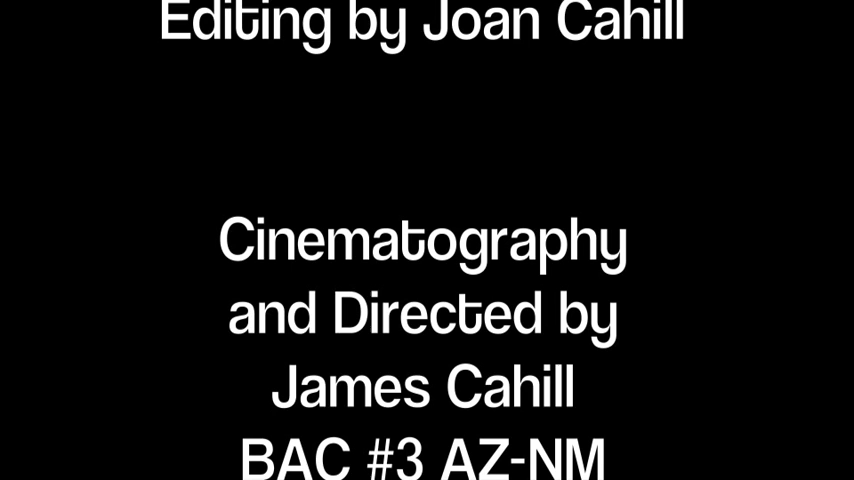 Editing by Joan Cahill
Cinematography
and Directed by
James Cahill
BAC #3 AZ-NM